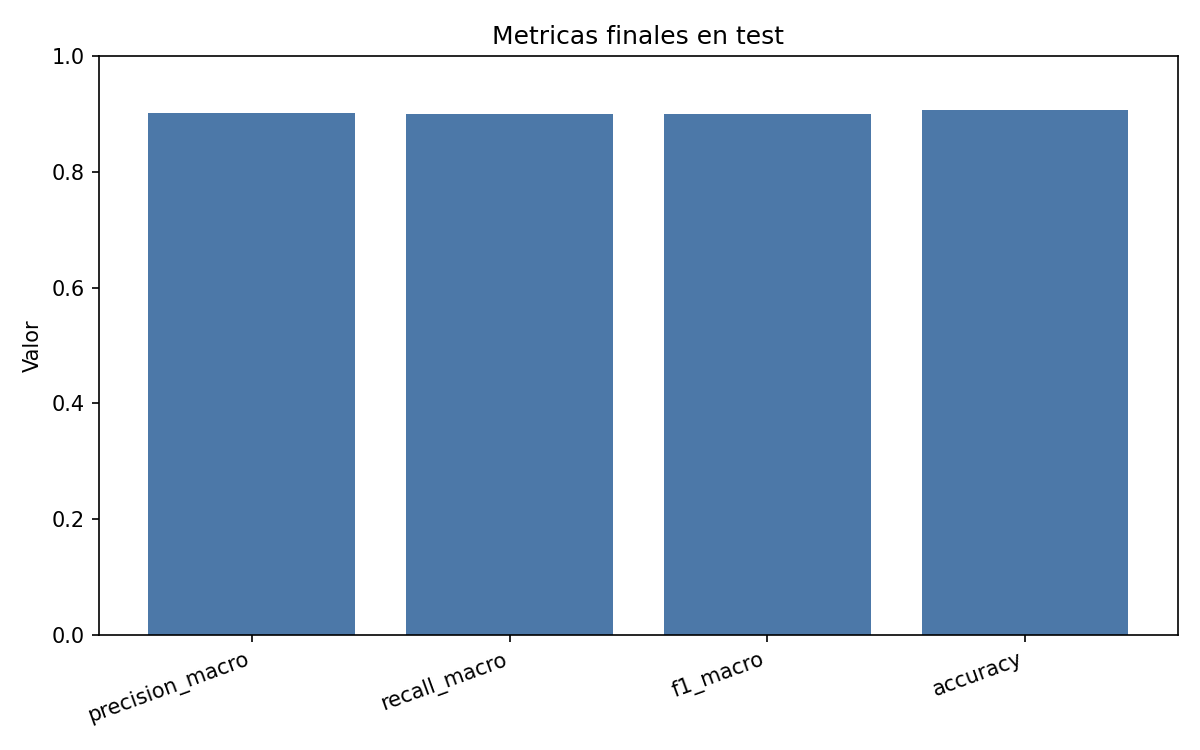 Metricas finales en test
1.0
0.8
0.6
0.4
0.2
0.0
Valor
precision_macro
recall_macro
f1_macro
accuracy